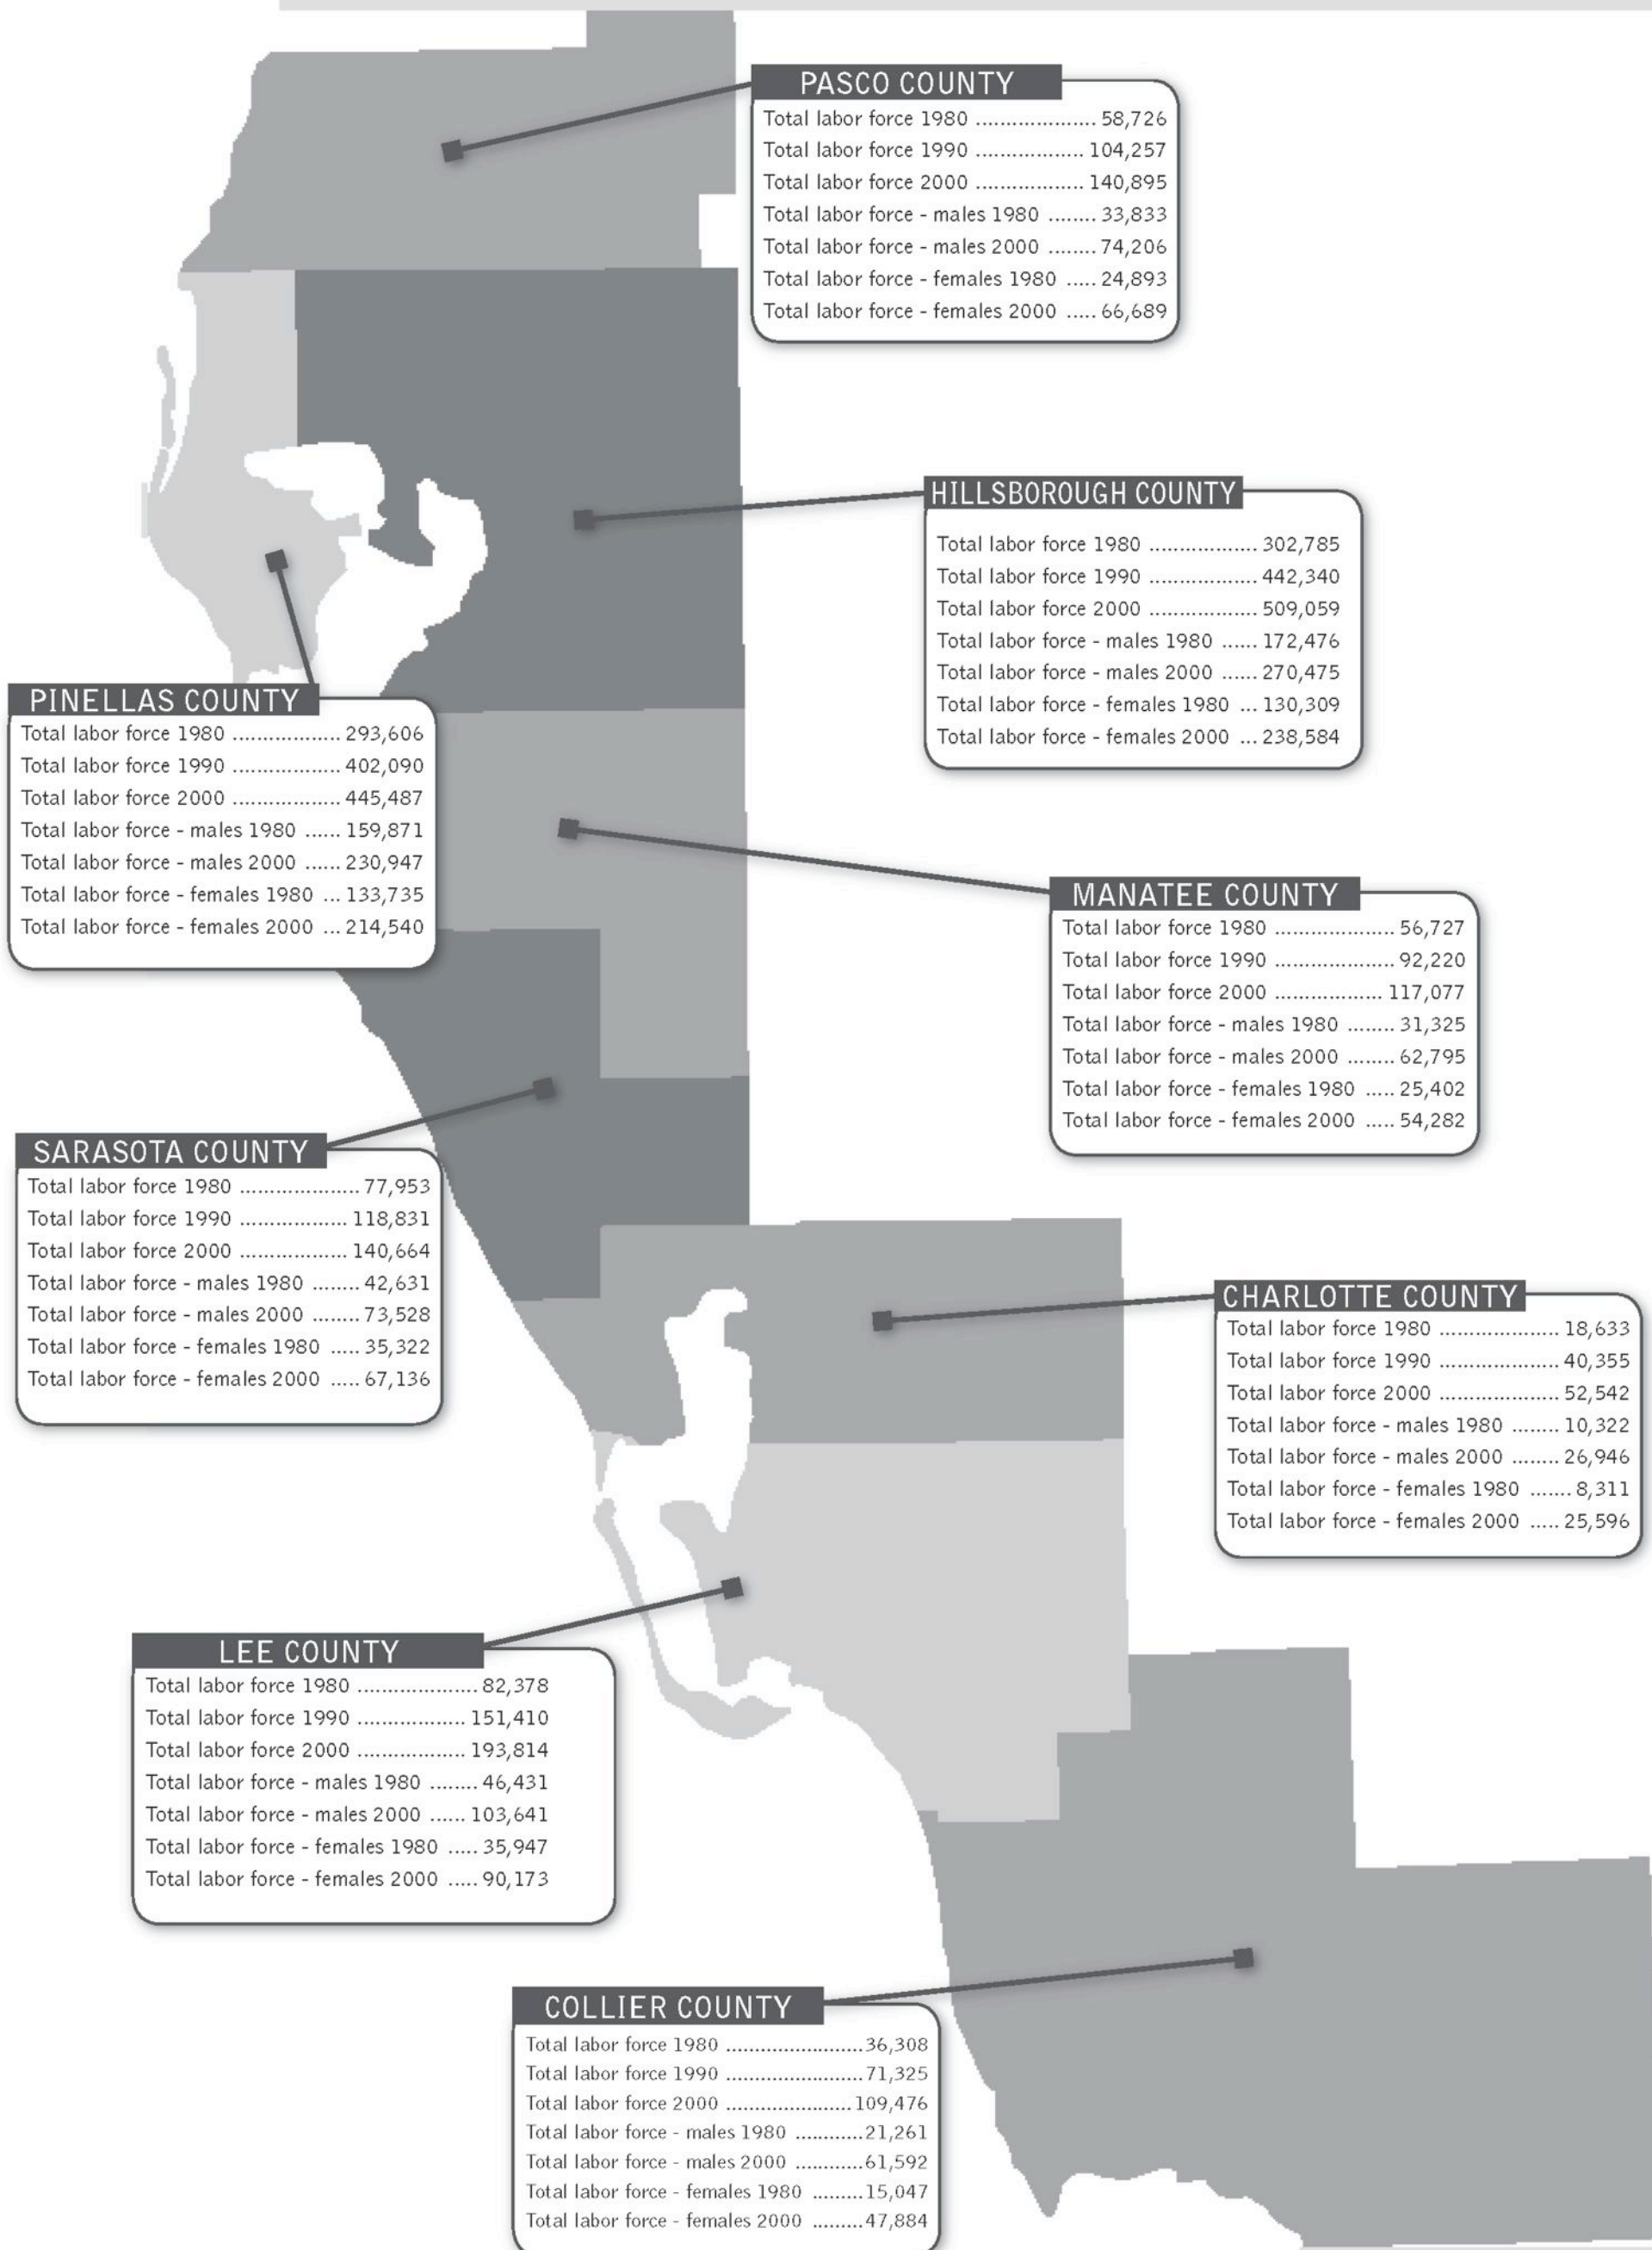 PASCO COUNTY
Total labor force 1980 .................... 58,726
Total labor force 1990 .................. 104,257
Total labor force 2000 .................. 140,895
Total labor force - males 1980 ........ 33,833
Total labor force - males 2000 ........ 74,206
Total labor force - females 1980 ..... 24,893
Total labor force - females 2000 ..... 66,689
HILLSBOROUGH COUNTY
Total labor force 1980 .................. 302,785
Total labor force 1990 .................. 442,340
Total labor force 2000 .................. 509,059
Total labor force - males 1980 ...... 172,476
Total labor force - males 2000 ...... 270,475
Total labor force - females 1980 ... 130,309
Total labor force - females 2000 ... 238,584
PINELLAS COUNTY
Total labor force 1980 .................. 293,606
Total labor force 1990 .................. 402,090
Total labor force 2000 .................. 445,487
Total labor force - males 1980 ...... 159,871
Total labor force - males 2000 ...... 230,947
Total labor force - females 1980 ... 133,735
Total labor force - females 2000 ... 214,540
MANATEE COUNTY
Total labor force 1980 .................... 56,727
Total labor force 1990 .................... 92,220
Total labor force 2000 .................. 117,077
Total labor force - males 1980 ........ 31,325
Total labor force - males 2000 ........ 62,795
Total labor force - females 1980 ..... 25,402
Total labor force - females 2000 ..... 54,282
SARASOTA COUNTY
Total labor force 1980 .................... 77,953
Total labor force 1990 .................. 118,831
Total labor force 2000 .................. 140,664
Total labor force - males 1980 ........ 42,631
Total labor force - males 2000 ........ 73,528
Total labor force - females 1980 ..... 35,322
Total labor force - females 2000 ..... 67,136
CHARLOTTE COUNTY
Total labor force 1980 .................... 18,633
Total labor force 1990 .................... 40,355
Total labor force 2000 .................... 52,542
Total labor force - males 1980 ........ 10,322
Total labor force - males 2000 ........ 26,946
Total labor force - females 1980 ....... 8,311
Total labor force - females 2000 ..... 25,596
LEE COUNTY
Total labor force 1980 .................... 82,378
Total labor force 1990 .................. 151,410
Total labor force 2000 .................. 193,814
Total labor force - males 1980 ........ 46,431
Total labor force - males 2000 ...... 103,641
Total labor force - females 1980 ..... 35,947
Total labor force - females 2000 ..... 90,173
COLLIER COUNTY
Total labor force 1980 .......................36,308
Total labor force 1990 .......................71,325
Total labor force 2000 .....................109,476
Total labor force - males 1980 ...........21,261
Total labor force - males 2000 ...........61,592
Total labor force - females 1980 .........15,047
Total labor force - females 2000 .........47,884